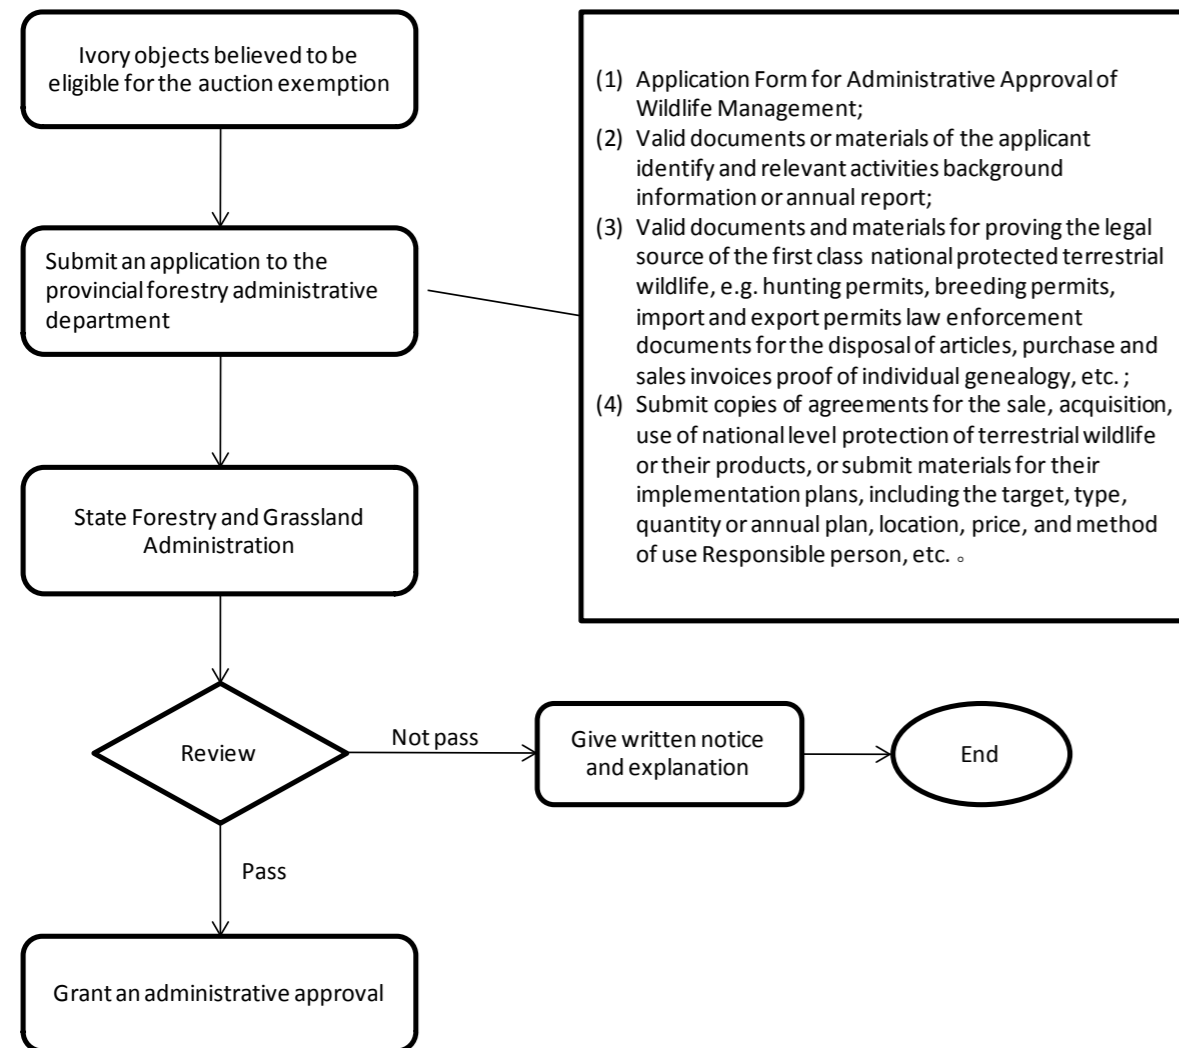 Ivory objects believed to be
eligible for the auction exemption
Submit an application to the
provincial forestry administrative
department
(1) Application Form for Administrative Approval of
Wildlife Management;
(2) Valid documents or materials of the applicant
identify and relevant activities background
information or annual report;
(3) Valid documents and materials for proving the legal
source of the first class national protected terrestrial
wildlife, e.g. hunting permits, breeding permits,
import and export permits law enforcement
documents for the disposal of articles, purchase and
sales invoices proof of individual genealogy, etc. ;
(4) Submit copies of agreements for the sale, acquisition,
use of national level protection of terrestrial wildlife
or their products, or submit materials for their
implementation plans, including the target, type,
quantity or annual plan, location, price, and method
of use Responsible person, etc. 。
State Forestry and Grassland
Administration
Review
Not pass
Give written notice
and explanation
End
Pass
Grant an administrative approval